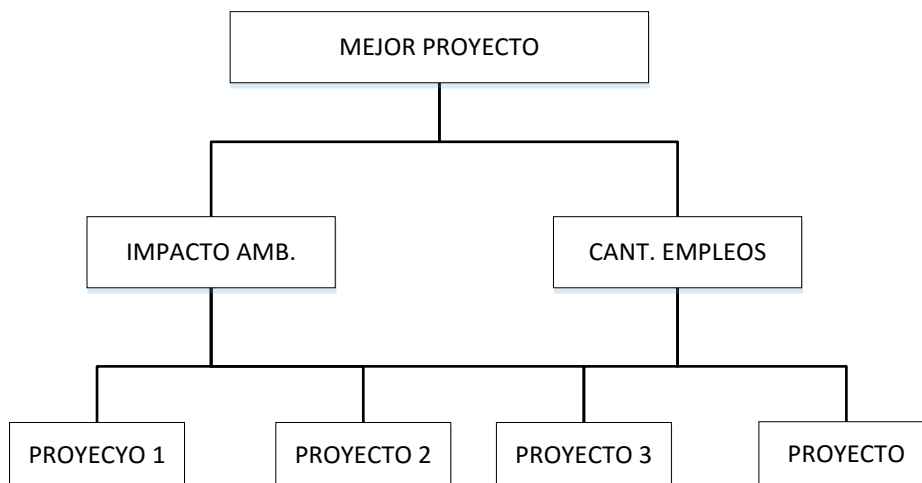 MEJOR PROYECTO
IMPACTO AMB.
CANT. EMPLEOS
PROYECYO 1
PROYECTO 2
PROYECTO 3
PROYECTO